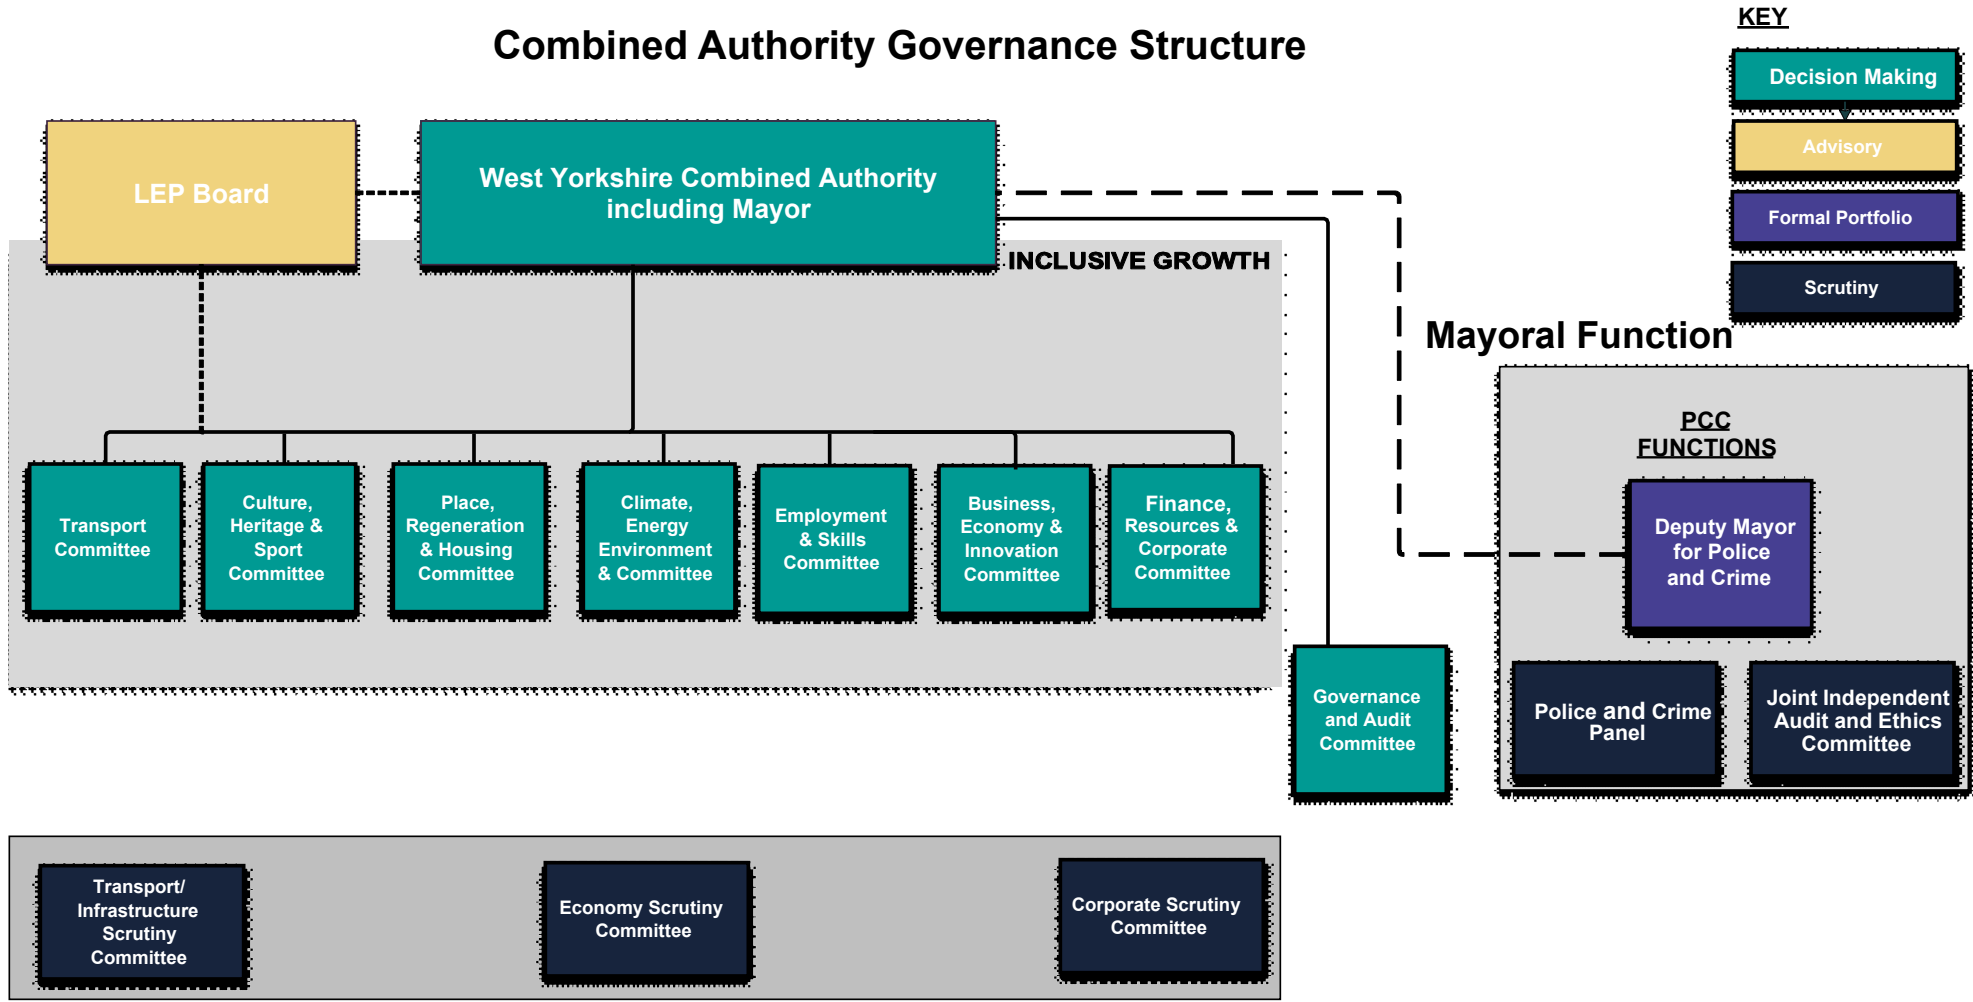 Combined Authority Governance Structure
KEY
Decision Making
Advisory
Formal Portfolio
Scrutiny
LEP Board
West Yorkshire Combined Authority
including Mayor
INCLUSIVE GROWTH
Mayoral Function
Transport
Committee
Culture,
Heritage &
Sport
Committee
Place,
Regeneration
& Housing
Committee
Climate,
Energy
Environment
& Committee
Employment
& Skills
Committee
Business,
Economy &
Innovation
Committee
Finance,
Resources &
Corporate
Committee
PCC
FUNCTIONS
Deputy Mayor
for Police
and Crime
Governance
and Audit
Committee
Police and Crime
Panel
Joint Independent
Audit and Ethics
Committee
Transport/
Infrastructure
Scrutiny
Committee
Economy Scrutiny
Committee
Corporate Scrutiny
Committee